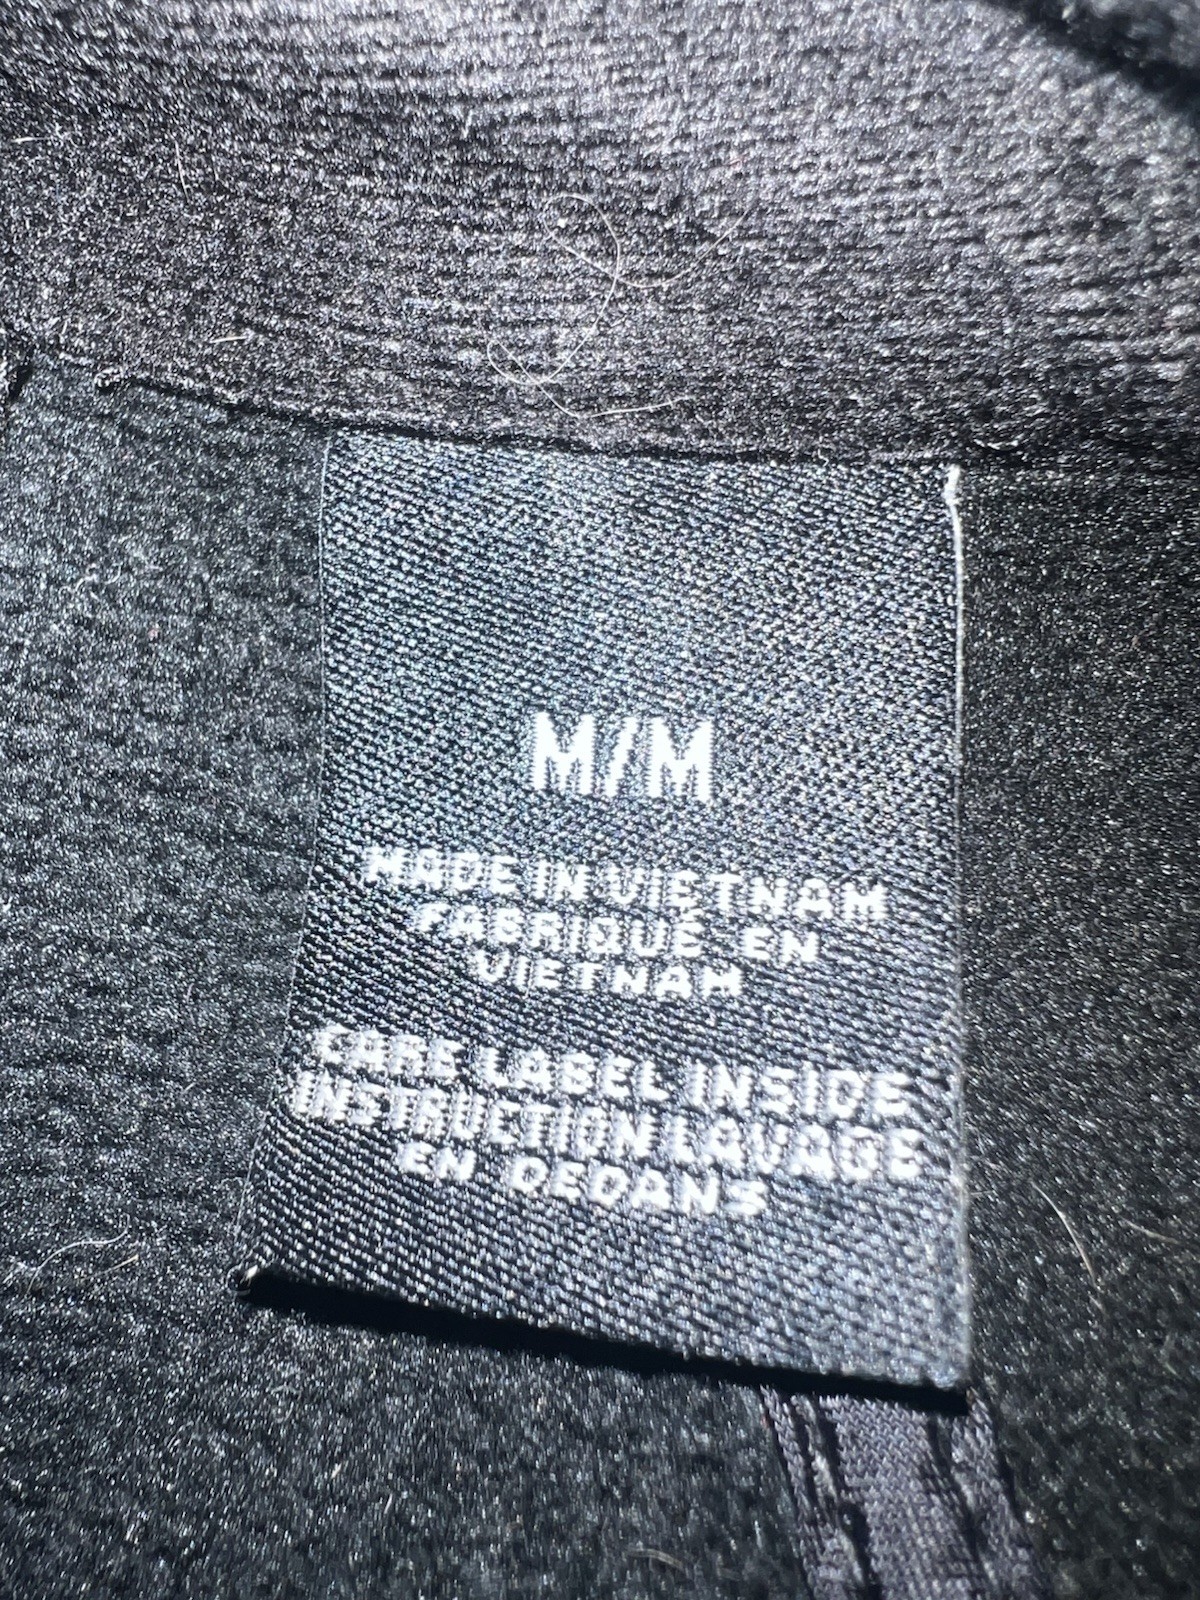 M/M
MADE IN VIETNAM
FABRIQUÉ EN
VIETNAM
CARE LABEL INSIDE
INSTRUCTION LAVAGE
EN DEDANS